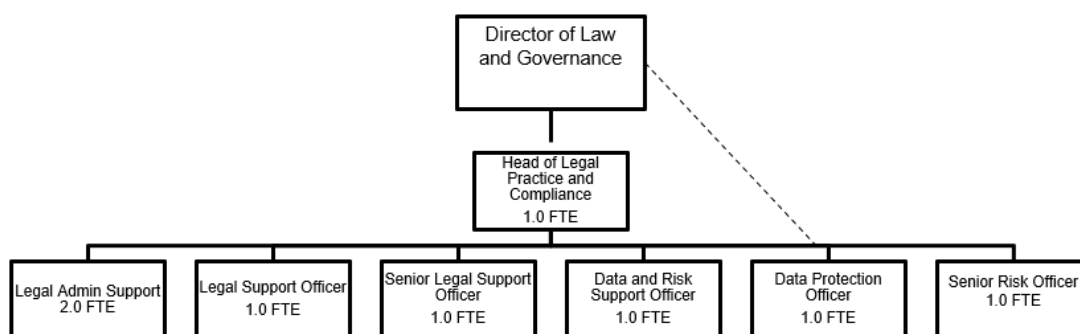 Director of Law
and Governance
Head of Legal
Practice and
Compliance
1.0 FTE
Legal Admin Support
2.0 FTE
Legal Support Officer
1.0 FTE
Senior Legal Support
Officer
1.0 FTE
Data and Risk
Support Officer
1.0 FTE
Data Protection
Officer
1.0 FTE
Senior Risk Officer
1.0 FTE